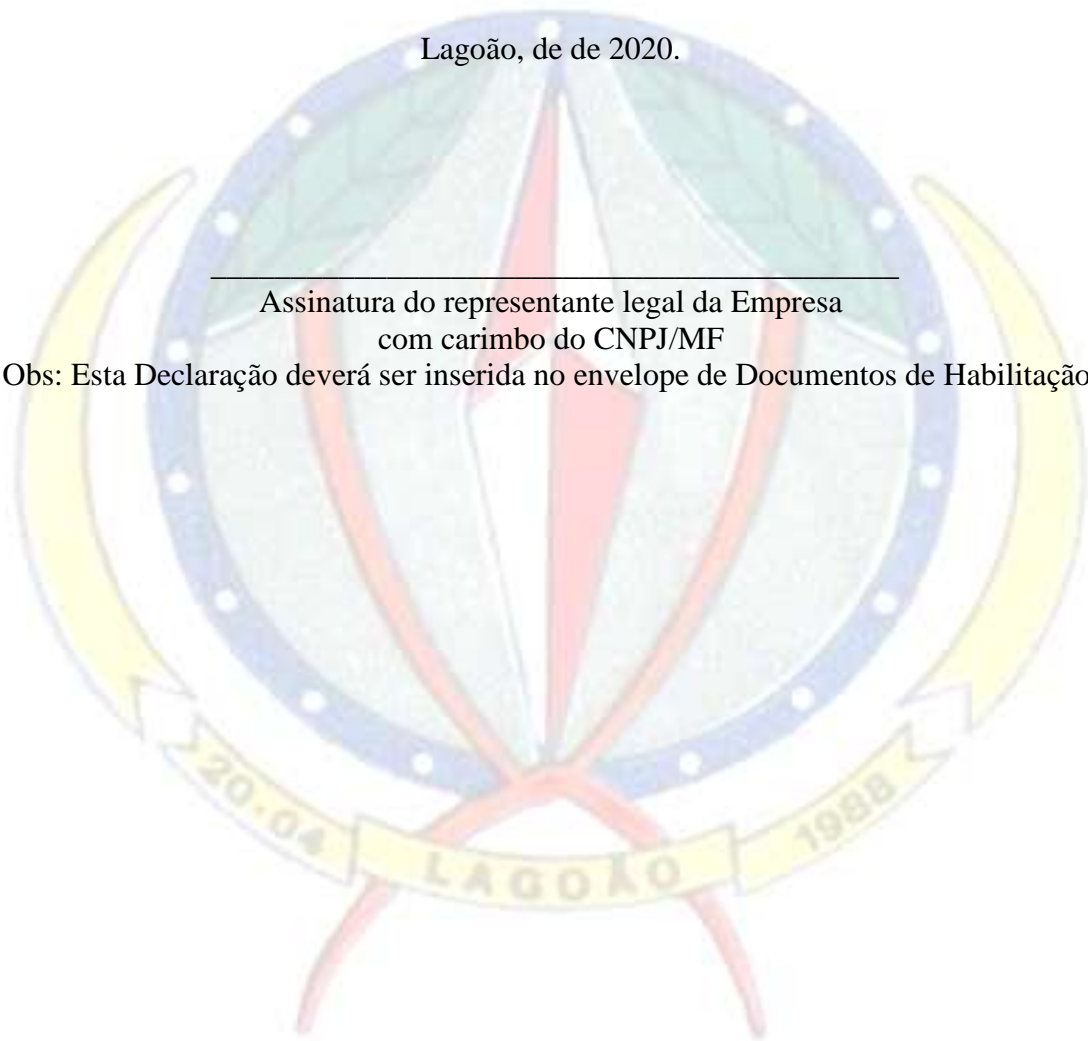 Lagoão, de de 2020.
___________________________________________
Assinatura do representante legal da Empresa
com carimbo do CNPJ/MF
Obs: Esta Declaração deverá ser inserida no envelope de Documentos de Habilitação
20.04 LAGOÃO 1988